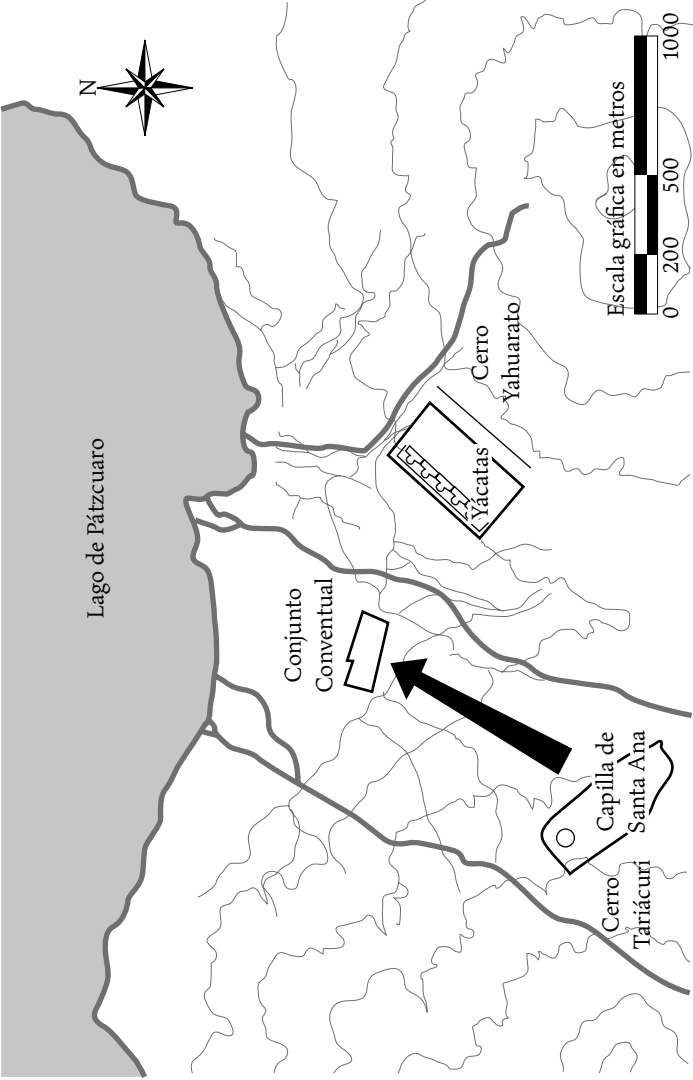 N
Lago de Pátzcuaro
Conjunto
Conventual
Yácatas
Cerro
Yahuarato
Capilla de
Santa Ana
Cerro
Tariácuri
Escala gráfica en metros
0 200 500 1000